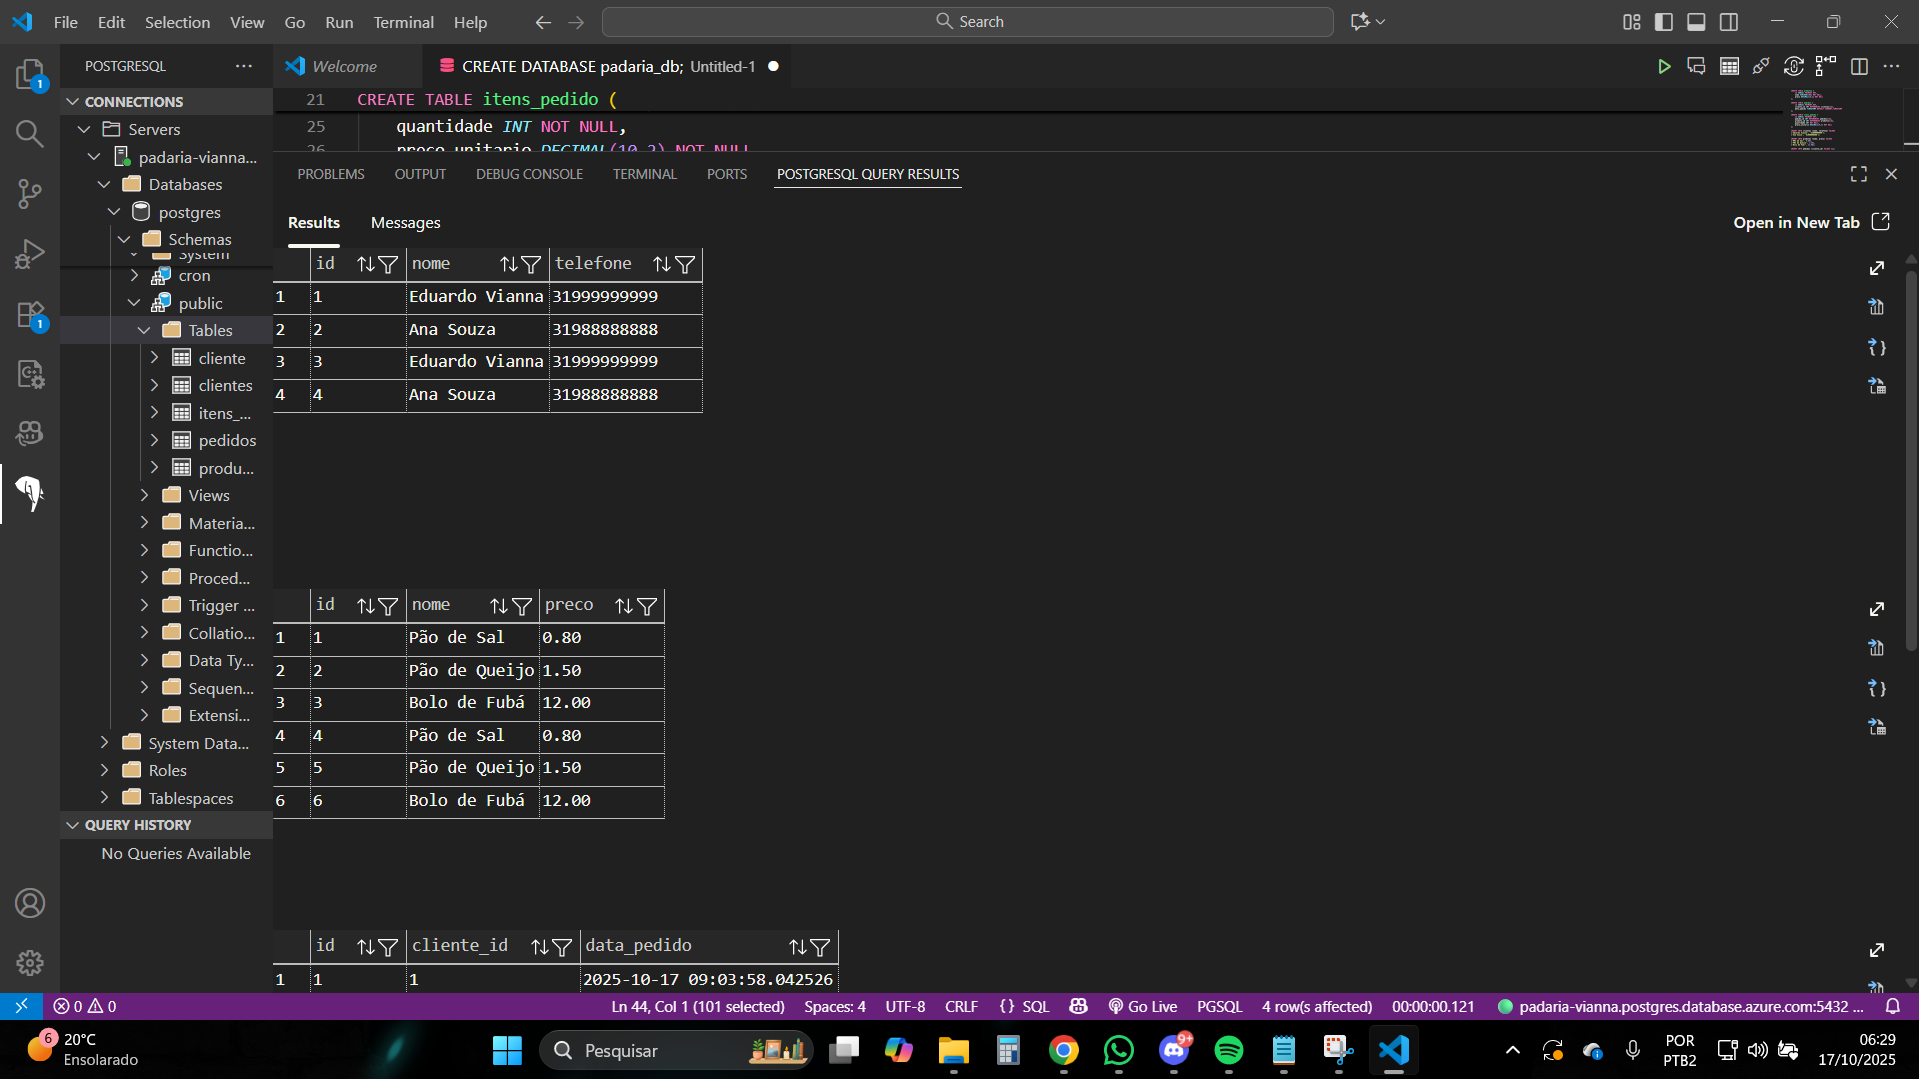 File Edit Selection View Go Run Terminal Help
Search
POSTGRESQL
Welcome
CREATE DATABASE padaria_db; Untitled-1
CONNECTIONS
Servers
padaria-vianna...
Databases
postgres
Schemas
System
cron
public
Tables
cliente
clientes
itens_...
pedidos
produ...
Views
Materia...
Functio...
Proced...
Trigger ...
Collatio...
Data Ty...
Sequen...
Extensi...
System Data...
Roles
Tablespaces
QUERY HISTORY
No Queries Available
1
1
21 CREATE TABLE itens_pedido (
25 quantidade INT NOT NULL,
26 preco_unitario DECIMAL(10,2) NOT NULL
PROBLEMS OUTPUT DEBUG CONSOLE TERMINAL PORTS POSTGRESQL QUERY RESULTS
Results Messages
Open in New Tab
id nome telefone
1 1 Eduardo Vianna 31999999999
2 2 Ana Souza 31988888888
3 3 Eduardo Vianna 31999999999
4 4 Ana Souza 31988888888
id nome preco
1 1 Pão de Sal 0.80
2 2 Pão de Queijo 1.50
3 3 Bolo de Fubá 12.00
4 4 Pão de Sal 0.80
5 5 Pão de Queijo 1.50
6 6 Bolo de Fubá 12.00
id cliente_id data_pedido
1 1 1 2025-10-17 09:03:58.042526
0 0 Ln 44, Col 1 (101 selected) Spaces: 4 UTF-8 CRLF {} SQL Go Live PGSQL 4 row(s affected) 00:00:00.121 padaria-vianna.postgres.database.azure.com:5432 ...
6
20°C
Ensolarado
Pesquisar
9+
POR
PTB2
06:29
17/10/2025